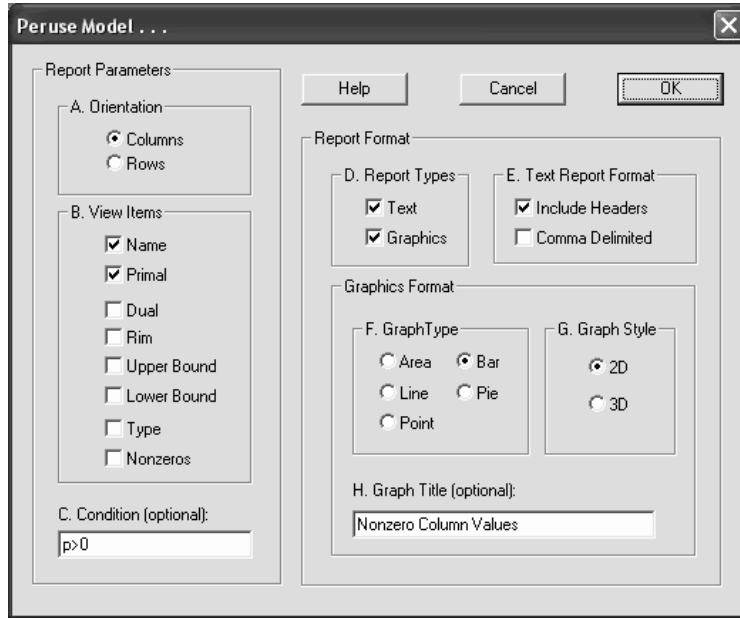 Peruse Model . . .
Report Parameters
A. Orientation
Columns
Rows
B. View Items
Name
Primal
Dual
Rim
Upper Bound
Lower Bound
Type
Nonzeros
C. Condition (optional):
p>0
Help
Cancel
OK
Report Format
D. Report Types
Text
Graphics
E. Text Report Format
Include Headers
Comma Delimited
Graphics Format
F. GraphType
Area
Bar
Line
Pie
Point
G. Graph Style
2D
3D
H. Graph Title (optional):
Nonzero Column Values